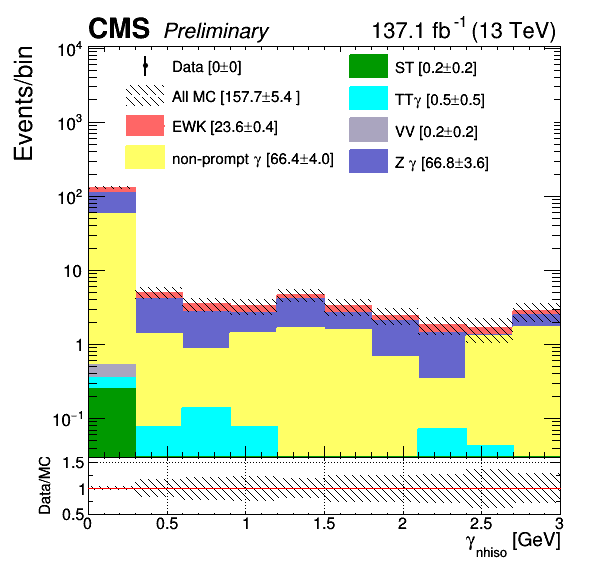 CMS Preliminary 137.1 fb⁻¹ (13 TeV)
Events/bin
10⁴
10³
10²
10
1
10⁻¹
Data [0±0]
All MC [157.7±5.4 ]
EWK [23.6±0.4]
non-prompt γ [66.4±4.0]
ST [0.2±0.2]
TTγ [0.5±0.5]
VV [0.2±0.2]
Z γ [66.8±3.6]
Data/MC
1.5
1
0.5
0 0.5 1 1.5 2 2.5 3
γnhiso [GeV]